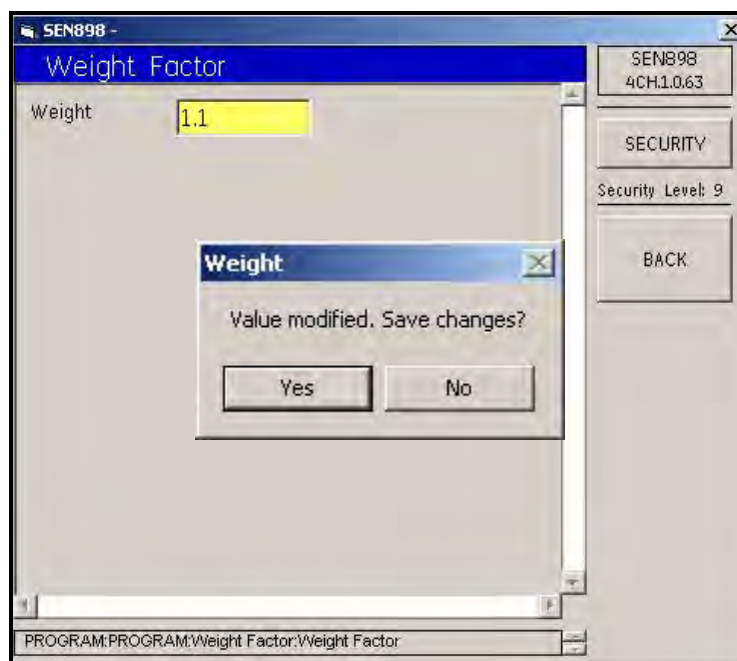 SEN898 -
Weight Factor
Weight
1.1
SEN898
4CH.1.0.63
SECURITY
Security Level: 9
BACK
Weight
Value modified. Save changes?
Yes
No
PROGRAM:PROGRAM:Weight Factor:Weight Factor